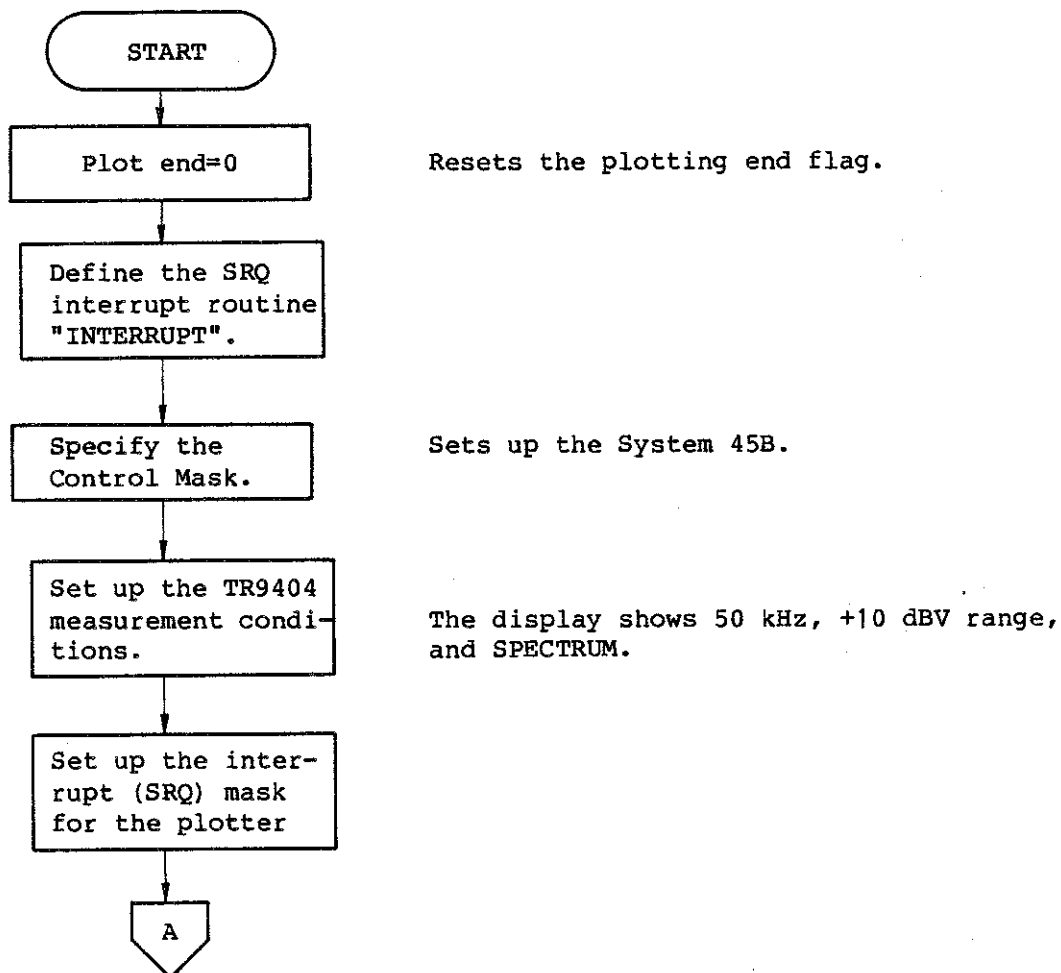 START
Plot end=0
Resets the plotting end flag.
Define the SRQ
interrupt routine
"INTERRUPT".
Specify the
Control Mask.
Sets up the System 45B.
Set up the TR9404
measurement condi-
tions.
The display shows 50 kHz, +10 dBV range,
and SPECTRUM.
Set up the inter-
rupt (SRQ) mask
for the plotter
A